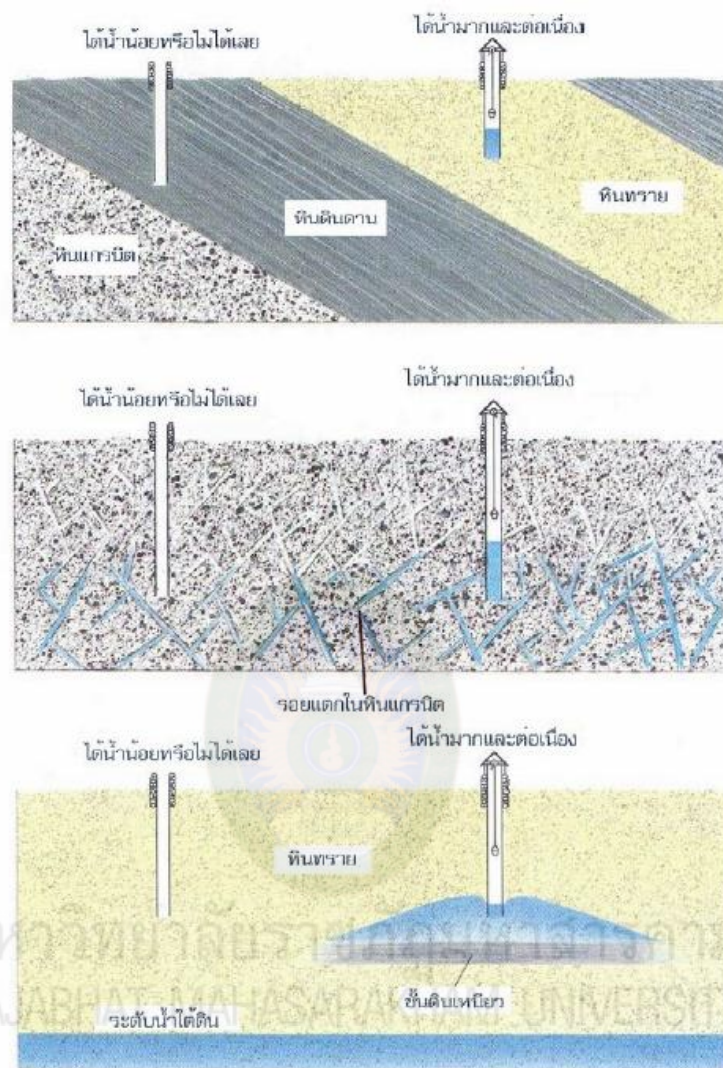 ได้น้ำน้อยหรือไม่ได้เลย
ได้น้ำมากและต่อเนื่อง
หินทราย
หินดินดาน
หินแกรนิต
ได้น้ำน้อยหรือไม่ได้เลย
ได้น้ำมากและต่อเนื่อง
รอยแตกในหินแกรนิต
ได้น้ำน้อยหรือไม่ได้เลย
ได้น้ำมากและต่อเนื่อง
หินทราย
ชั้นดินเหนียว
ระดับน้ำใต้ดิน
MAHASARAKHAM UNIVERSIT